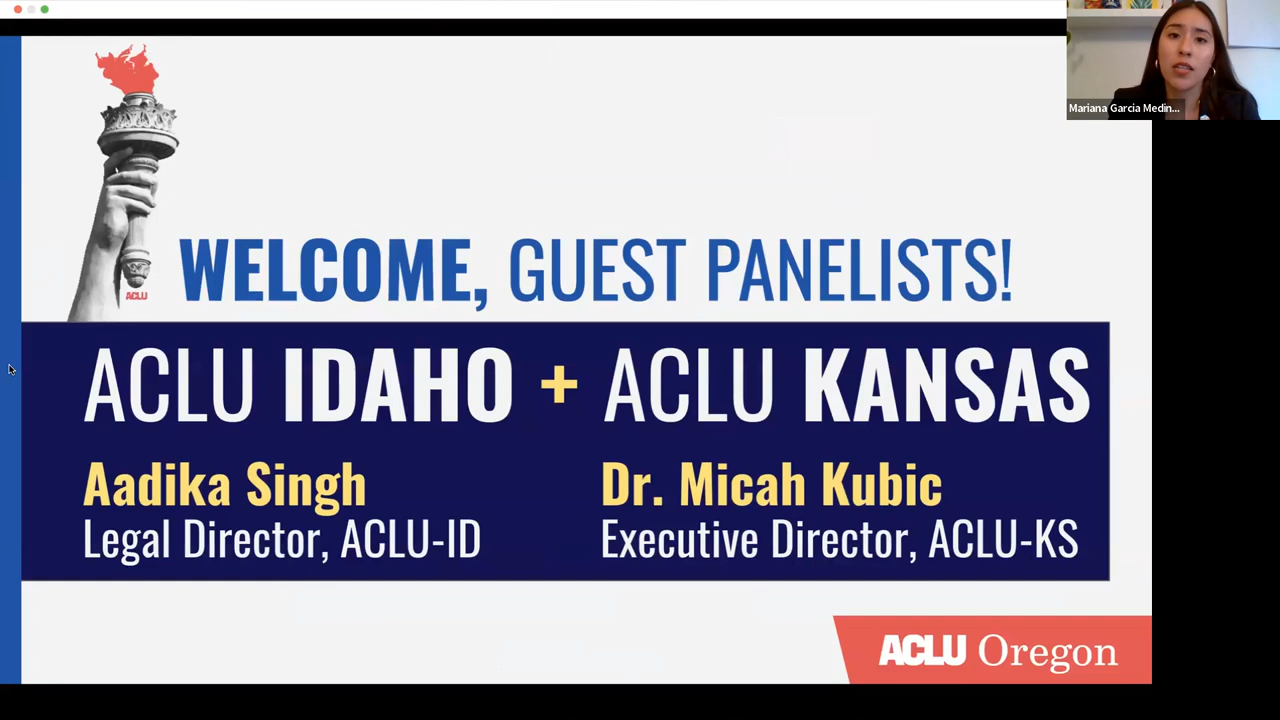 Mariana Garcia Medin...
ACLU
WELCOME, GUEST PANELISTS!
ACLU IDAHO + ACLU KANSAS
Aadika Singh
Legal Director, ACLU-ID
Dr. Micah Kubic
Executive Director, ACLU-KS
ACLU Oregon